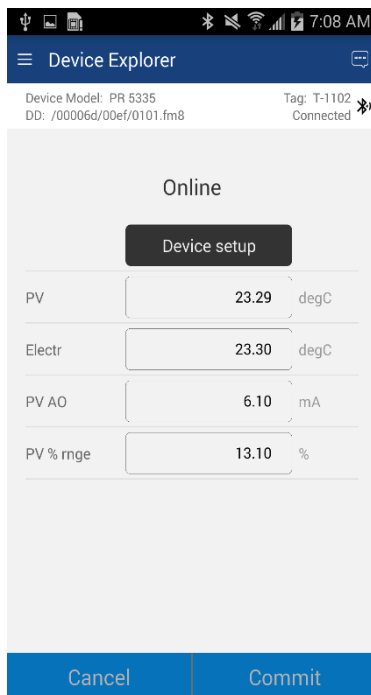 7:08 AM
Device Explorer
Device Model: PR 5335
Tag: T-1102
DD: /00006d/00ef/0101.fm8
Connected
Online
Device setup
PV 23.29 degC
Electr 23.30 degC
PV AO 6.10 mA
PV % rnge 13.10 %
Cancel Commit